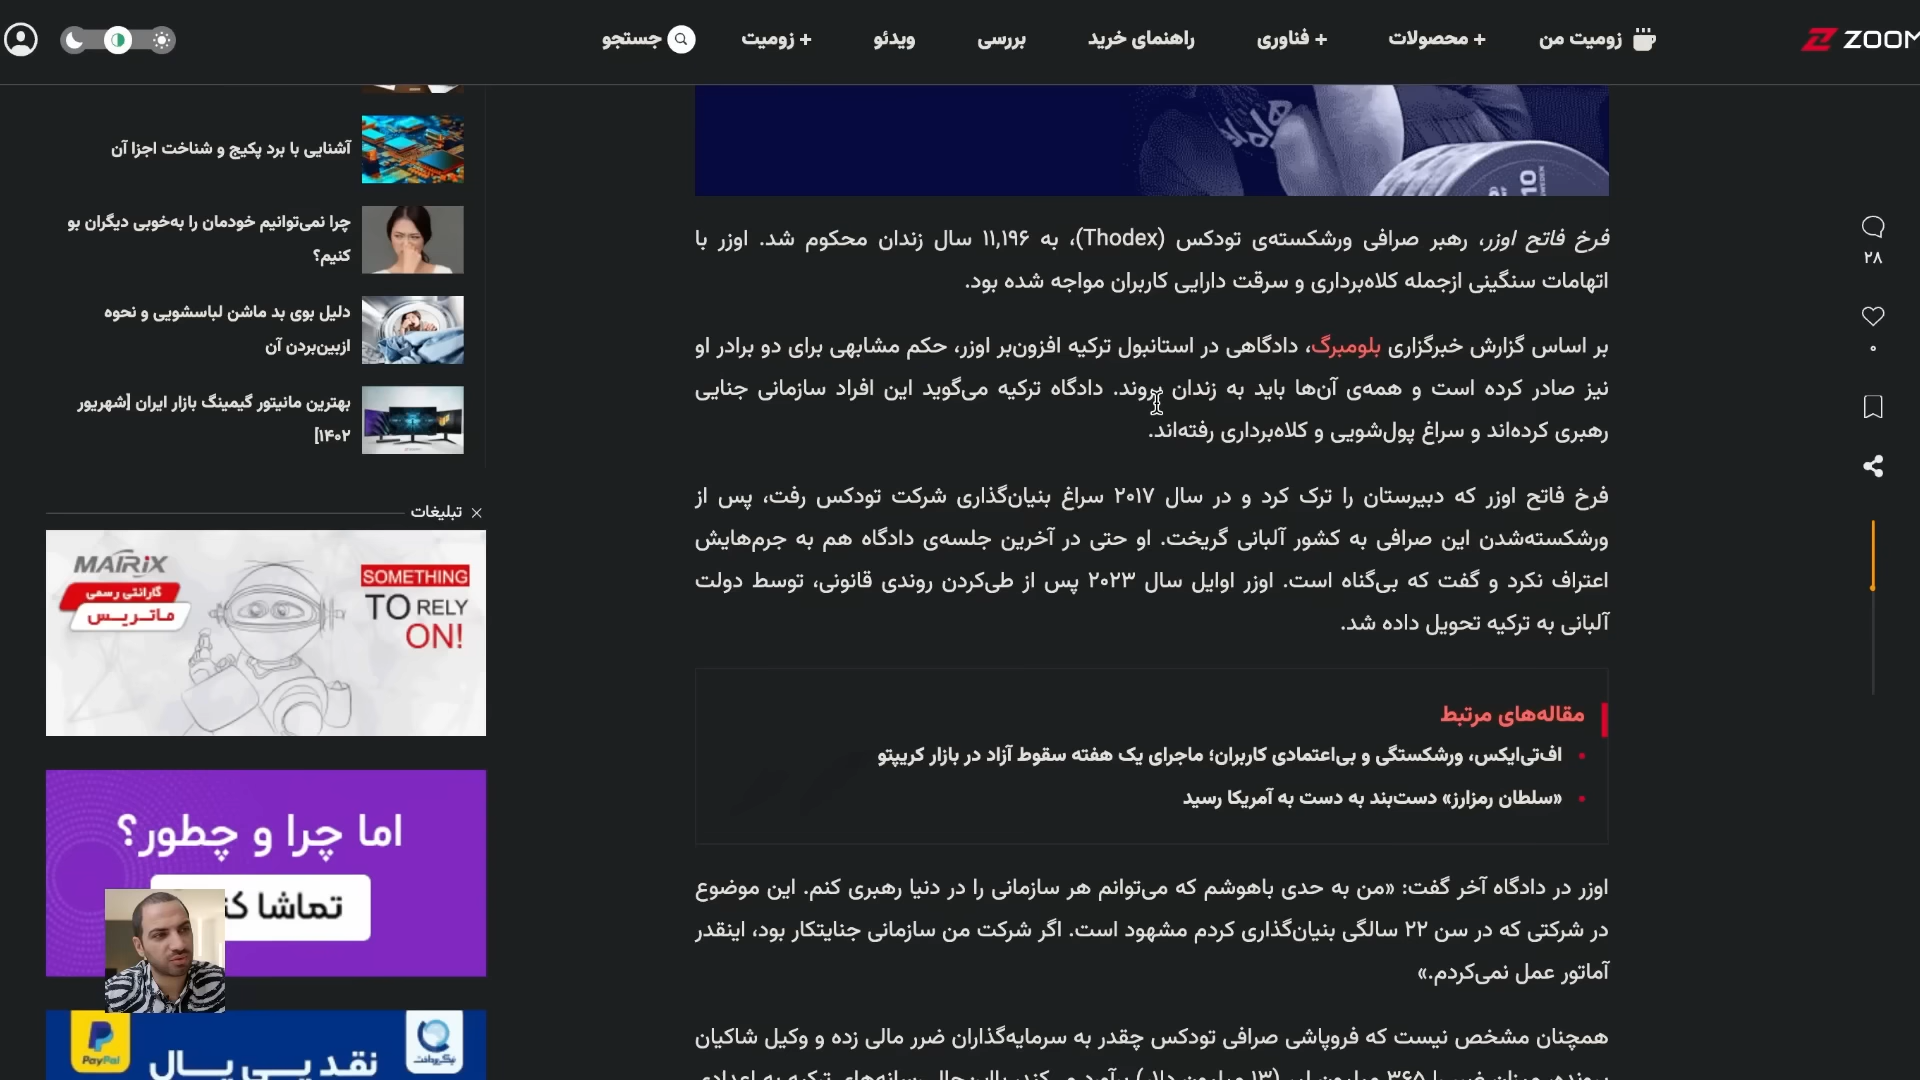 ZOOM
زومیت من
+ محصولات
+ فناوری
راهنمای خرید
بررسی
ویدئو
+ زومیت
جستجو
10
SWEDEN
فرخ فاتح اوزر، رهبر صرافی ورشکسته‌ی تودکس (Thodex)، به ۱۱,۱۹۶ سال زندان محکوم شد. اوزر با
اتهامات سنگینی ازجمله کلاه‌برداری و سرقت دارایی کاربران مواجه شده بود.
بر اساس گزارش خبرگزاری بلومبرگ، دادگاهی در استانبول ترکیه افزون‌بر اوزر، حکم مشابهی برای دو برادر او
نیز صادر کرده است و همه‌ی آن‌ها باید به زندان بروند. دادگاه ترکیه می‌گوید این افراد سازمانی جنایی
رهبری کرده‌اند و سراغ پول‌شویی و کلاه‌برداری رفته‌اند.
فرخ فاتح اوزر که دبیرستان را ترک کرد و در سال ۲۰۱۷ سراغ بنیان‌گذاری شرکت تودکس رفت، پس از
ورشکسته‌شدن این صرافی به کشور آلبانی گریخت. او حتی در آخرین جلسه‌ی دادگاه هم به جرم‌هایش
اعتراف نکرد و گفت که بی‌گناه است. اوزر اوایل سال ۲۰۲۳ پس از طی‌کردن روندی قانونی، توسط دولت
آلبانی به ترکیه تحویل داده شد.
مقاله‌های مرتبط
اف‌تی‌ایکس، ورشکستگی و بی‌اعتمادی کاربران؛ ماجرای یک هفته سقوط آزاد در بازار کریپتو
«سلطان رمزارز» دست‌بند به دست به آمریکا رسید
اوزر در دادگاه آخر گفت: «من به حدی باهوشم که می‌توانم هر سازمانی را در دنیا رهبری کنم. این موضوع
در شرکتی که در سن ۲۲ سالگی بنیان‌گذاری کردم مشهود است. اگر شرکت من سازمانی جنایتکار بود، اینقدر
آماتور عمل نمی‌کردم.»
همچنان مشخص نیست که فروپاشی صرافی تودکس چقدر به سرمایه‌گذاران ضرر مالی زده و وکیل شاکیان
۲۸
۰
آشنایی با برد پکیج و شناخت اجزا آن
چرا نمی‌توانیم خودمان را به‌خوبی دیگران بو
کنیم؟
دلیل بوی بد ماشن لباسشویی و نحوه
ازبین‌بردن آن
بهترین مانیتور گیمینگ بازار ایران [شهریور
۱۴۰۲]
تبلیغات
MATRIX
گارانتی رسمی
ماتریس
SOMETHING
TO RELY
ON!
اما چرا و چطور؟
تماشا
PayPal
نقد پی پال